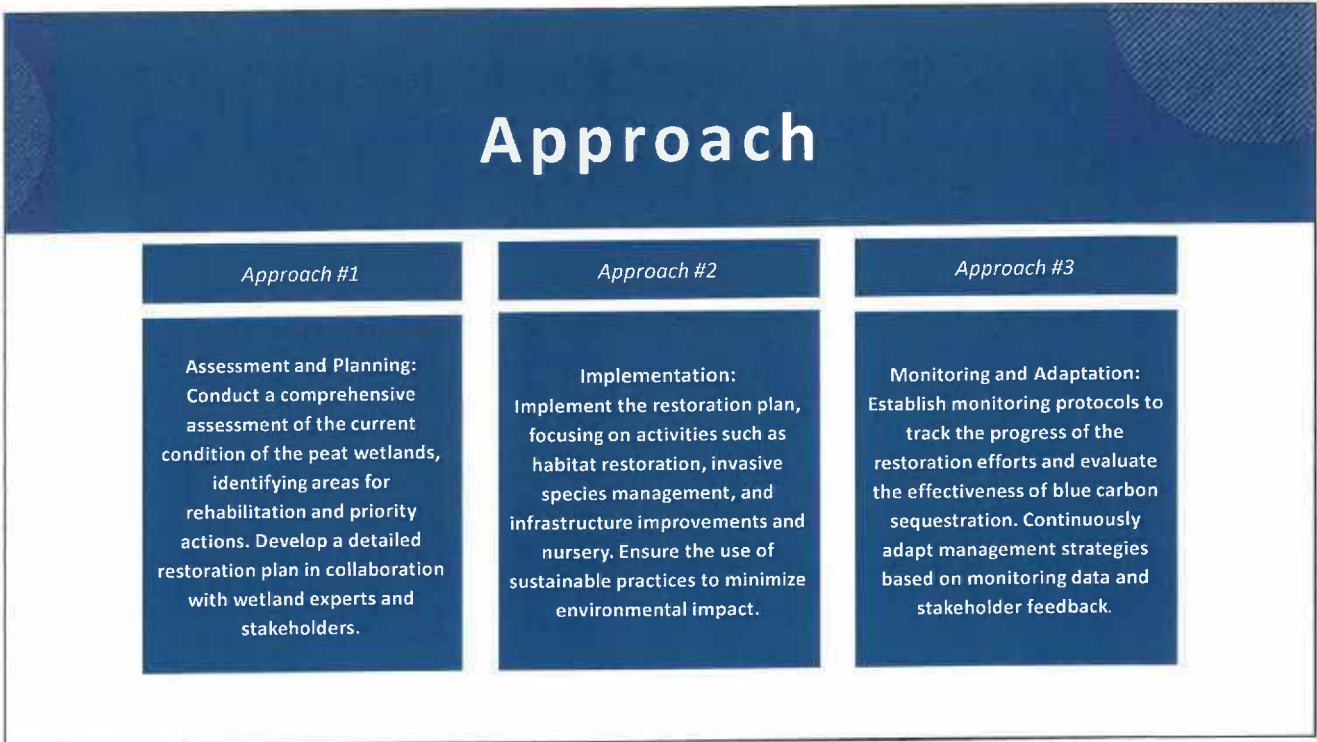 Approach
Approach #1
Assessment and Planning:
Conduct a comprehensive
assessment of the current
condition of the peat wetlands,
identifying areas for
rehabilitation and priority
actions. Develop a detailed
restoration plan in collaboration
with wetland experts and
stakeholders.
Approach #2
Implementation:
Implement the restoration plan,
focusing on activities such as
habitat restoration, invasive
species management, and
infrastructure improvements and
nursery. Ensure the use of
sustainable practices to minimize
environmental impact.
Approach #3
Monitoring and Adaptation:
Establish monitoring protocols to
track the progress of the
restoration efforts and evaluate
the effectiveness of blue carbon
sequestration. Continuously
adapt management strategies
based on monitoring data and
stakeholder feedback.